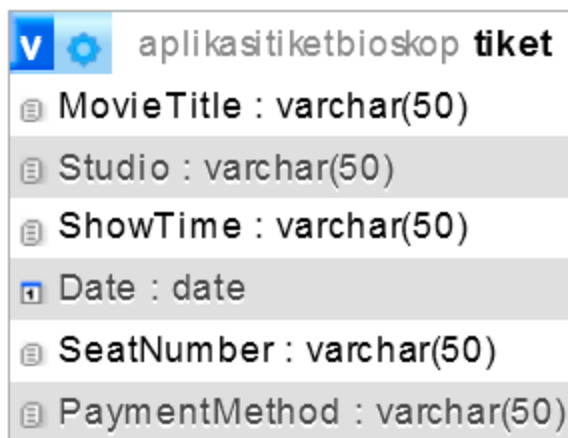 v aplikasitiketbioskop tiket
MovieTitle : varchar(50)
Studio : varchar(50)
ShowTime : varchar(50)
Date : date
SeatNumber : varchar(50)
PaymentMethod : varchar(50)